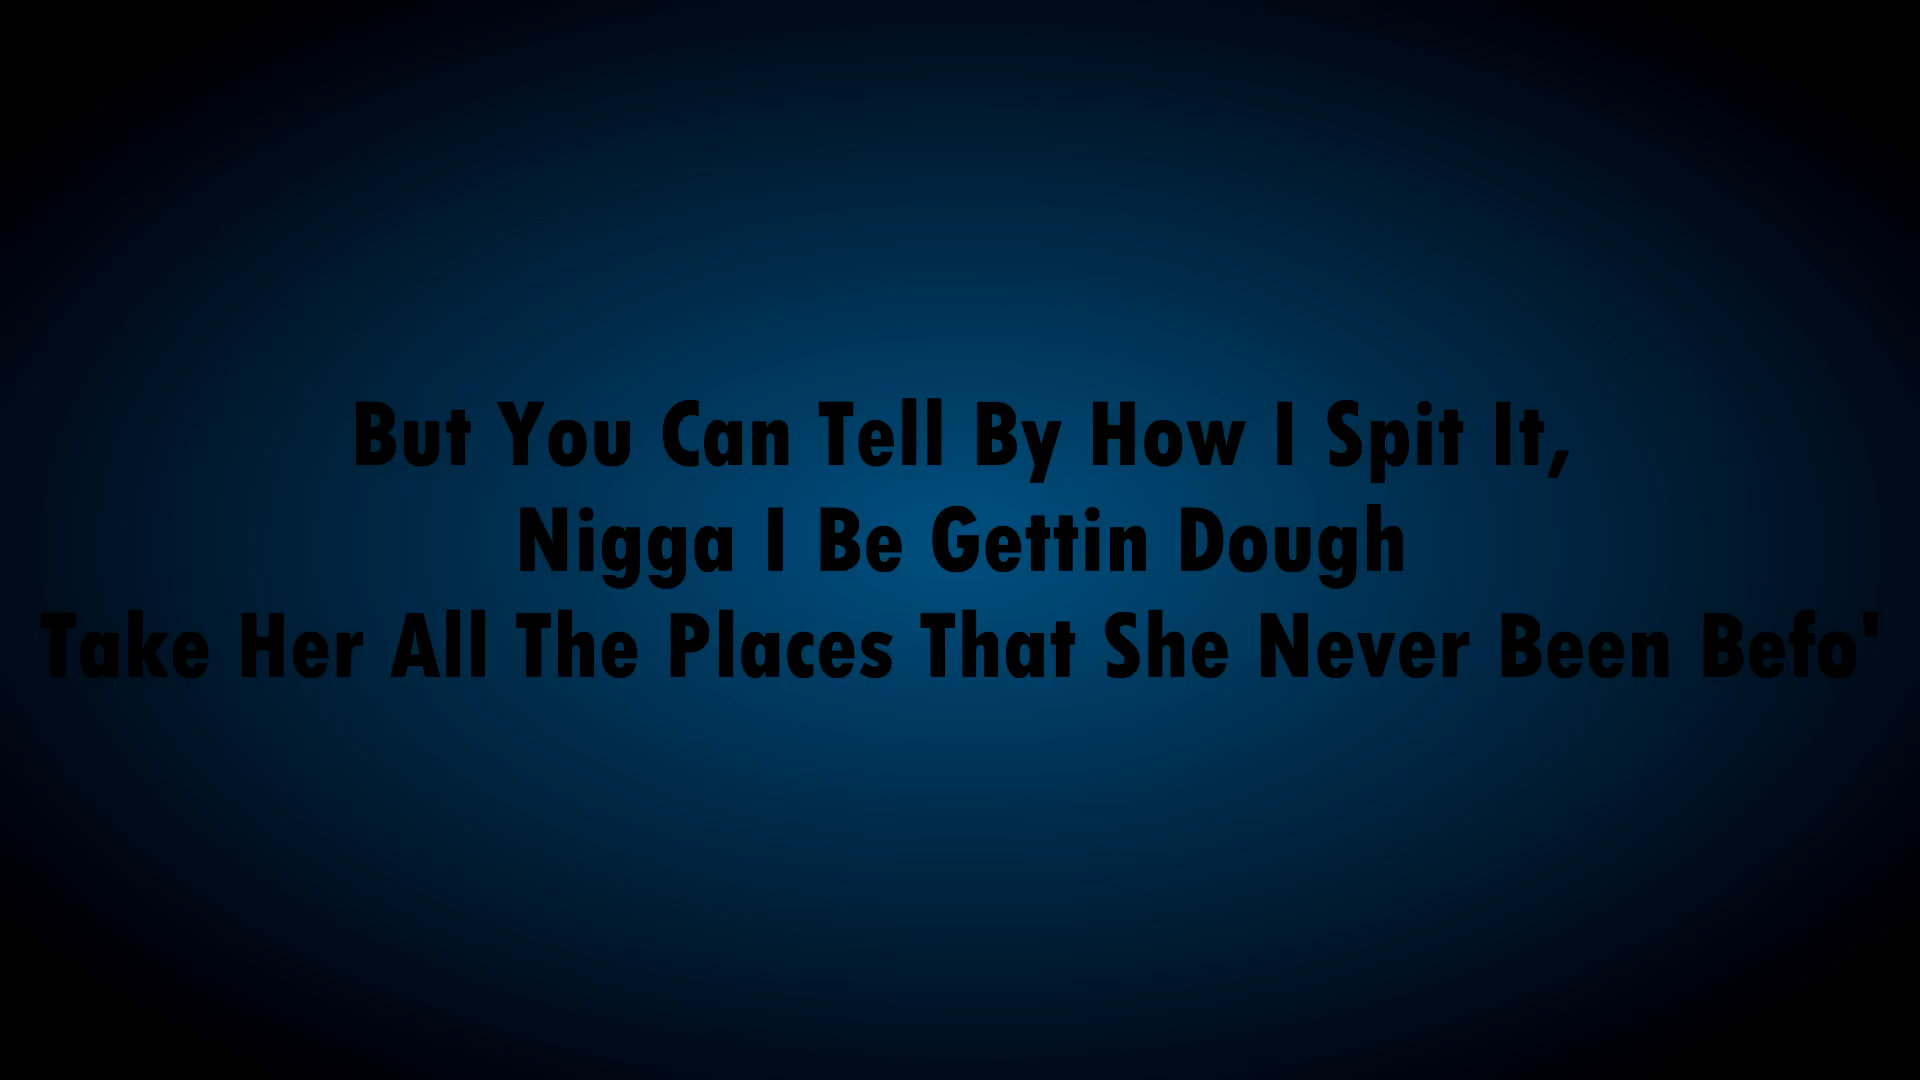 But You Can Tell By How I Spit It,
Nigga I Be Gettin Dough
Take Her All The Places That She Never Been Befo'